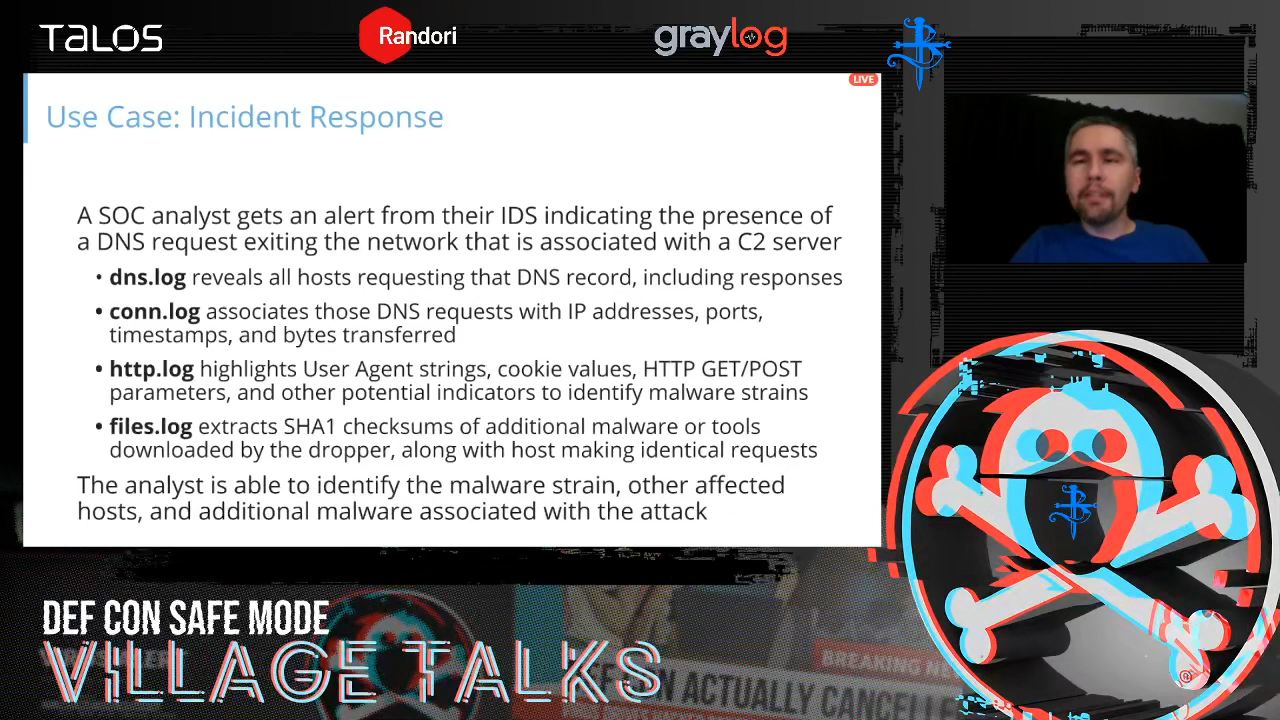 TALOS
Randori
graylog
LIVE
Use Case: Incident Response
A SOC analyst gets an alert from their IDS indicating the presence of
a DNS request exiting the network that is associated with a C2 server
• dns.log reveals all hosts requesting that DNS record, including responses
• conn.log associates those DNS requests with IP addresses, ports,
timestamps, and bytes transferred
• http.log highlights User Agent strings, cookie values, HTTP GET/POST
parameters, and other potential indicators to identify malware strains
• files.log extracts SHA1 checksums of additional malware or tools
downloaded by the dropper, along with host making identical requests
The analyst is able to identify the malware strain, other affected
hosts, and additional malware associated with the attack
DEF CON SAFE MODE
VILLAGE TALKS
BREAKING NE
DEF CON ACTUALLY CANCELLE